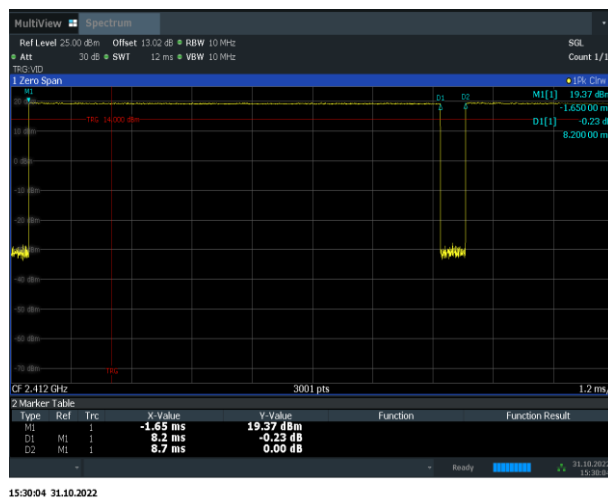 MultiView Spectrum
Ref Level 25.00 dBm Offset 13.02 dB RBW 10 MHz SGL
Att 30 dB SWT 12 ms VBW 10 MHz Count 1/1
TRG:VID
1 Zero Span 1Pk Clrw
M1 D1 D2 M1[1] 19.37 dBm
20 dBm -1.650 00 m
TRG 14.000 dBm D1[1] -0.23 d
10 dBm 8.200 00 m
0 dBm
-10 dBm
-20 dBm
-40 dBm
-50 dBm
-60 dBm
-70 dBm
TRG
CF 2.412 GHz 3001 pts 1.2 ms/
2 Marker Table
Type Ref Trc X-Value Y-Value Function Function Result
M1 1 -1.65 ms 19.37 dBm
D1 M1 1 8.2 ms -0.23 dB
D2 M1 1 8.7 ms 0.00 dB
Ready 31.10.2022
15:30:04
15:30:04 31.10.2022